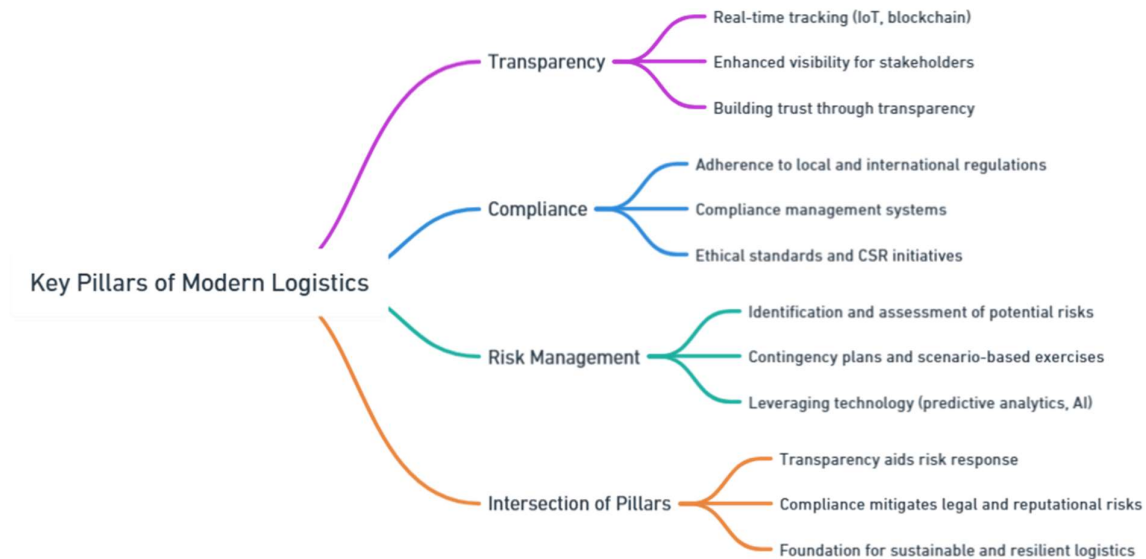 Key Pillars of Modern Logistics
Transparency
Real-time tracking (IoT, blockchain)
Enhanced visibility for stakeholders
Building trust through transparency
Compliance
Adherence to local and international regulations
Compliance management systems
Ethical standards and CSR initiatives
Risk Management
Identification and assessment of potential risks
Contingency plans and scenario-based exercises
Leveraging technology (predictive analytics, AI)
Intersection of Pillars
Transparency aids risk response
Compliance mitigates legal and reputational risks
Foundation for sustainable and resilient logistics